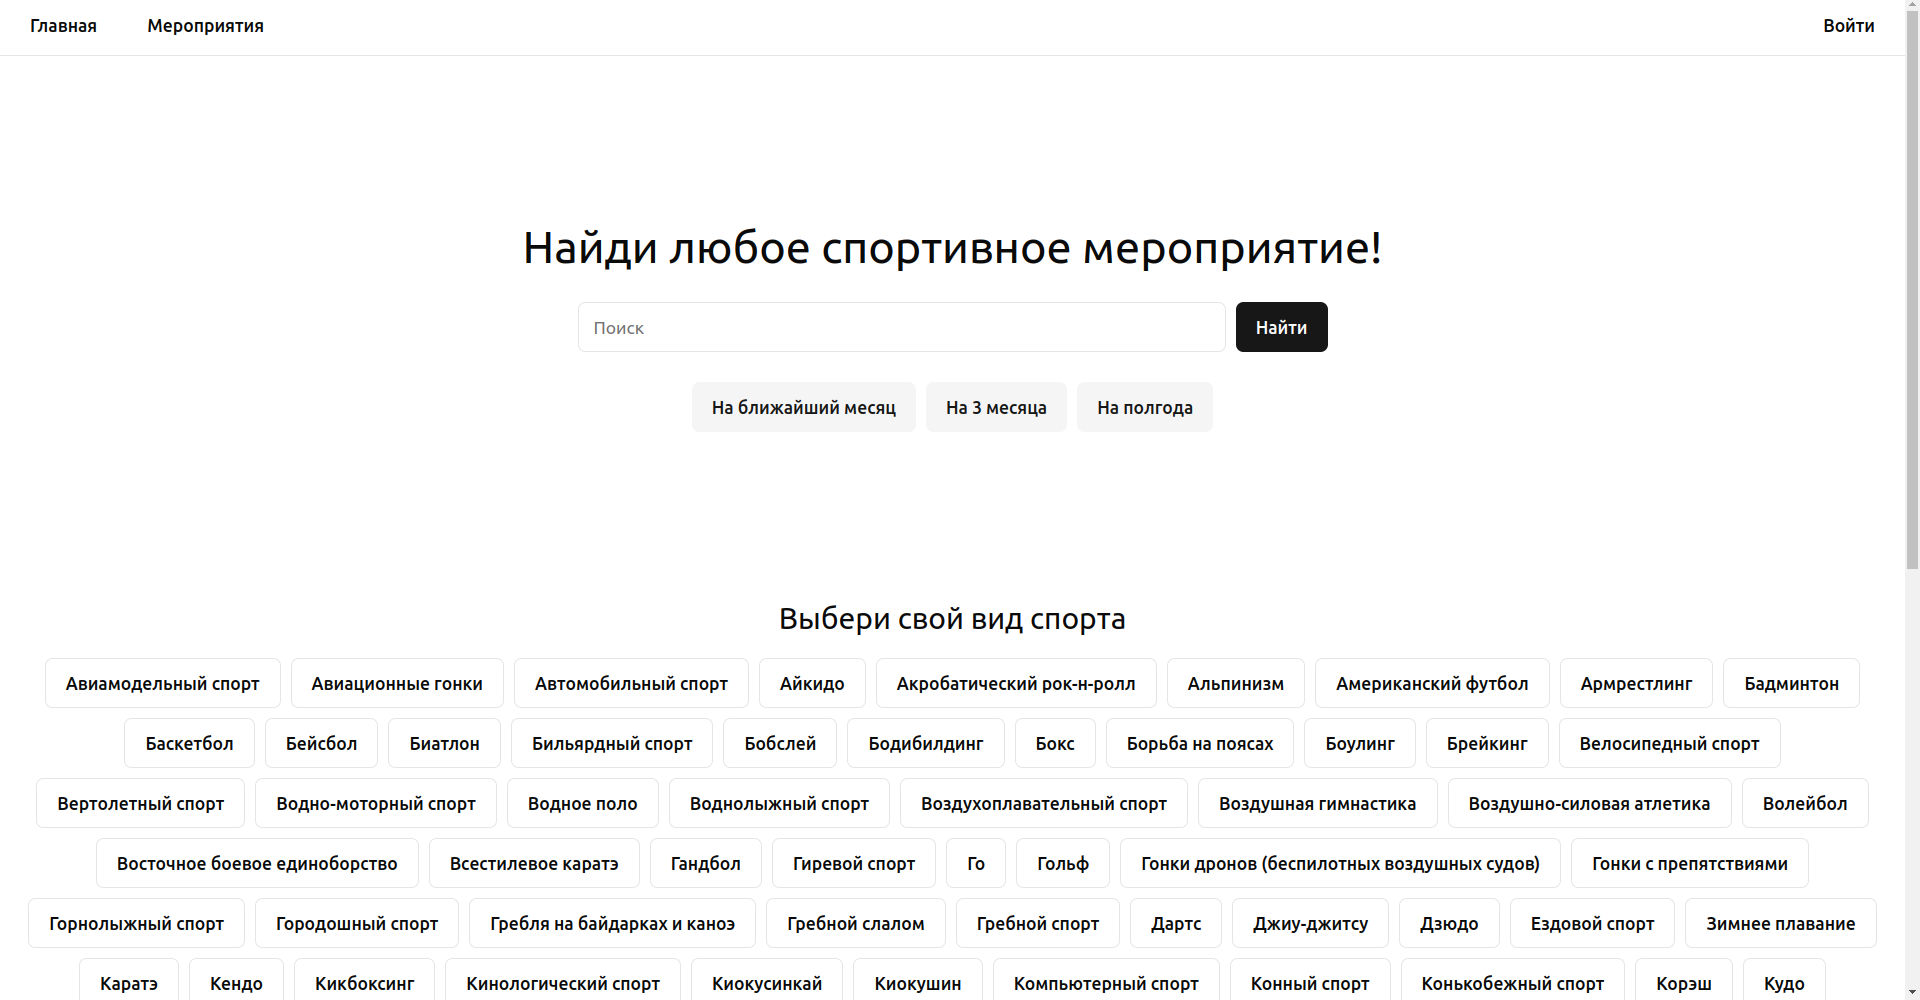 Главная Мероприятия Войти
Найди любое спортивное мероприятие!
Поиск Найти
На ближайший месяц На 3 месяца На полгода
Выбери свой вид спорта
Авиамодельный спорт Авиационные гонки Автомобильный спорт Айкидо Акробатический рок-н-ролл Альпинизм Американский футбол Армрестлинг Бадминтон
Баскетбол Бейсбол Биатлон Бильярдный спорт Бобслей Бодибилдинг Бокс Борьба на поясах Боулинг Брейкинг Велосипедный спорт
Вертолетный спорт Водно-моторный спорт Водное поло Воднолыжный спорт Воздухоплавательный спорт Воздушная гимнастика Воздушно-силовая атлетика Волейбол
Восточное боевое единоборство Всестилевое каратэ Гандбол Гиревой спорт Го Гольф Гонки дронов (беспилотных воздушных судов) Гонки с препятствиями
Горнолыжный спорт Городошный спорт Гребля на байдарках и каноэ Гребной слалом Гребной спорт Дартс Джиу-джитсу Дзюдо Ездовой спорт Зимнее плавание
Каратэ Кендо Кикбоксинг Кинологический спорт Киокусинкай Киокушин Компьютерный спорт Конный спорт Конькобежный спорт Корэш Кудо